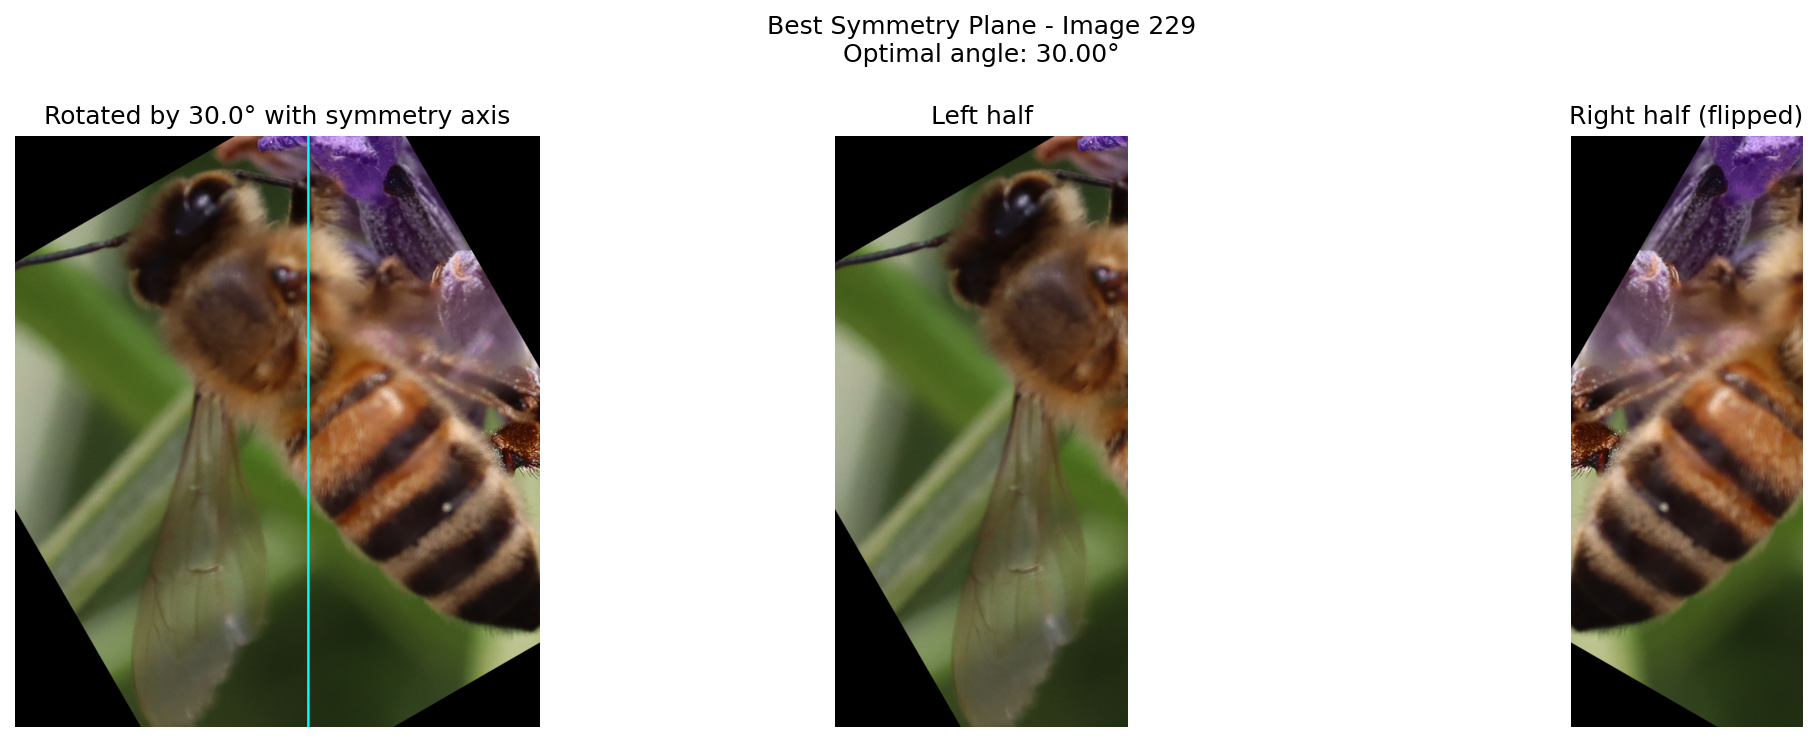 Best Symmetry Plane - Image 229
Optimal angle: 30.00°
Rotated by 30.0° with symmetry axis
Left half
Right half (flipped)